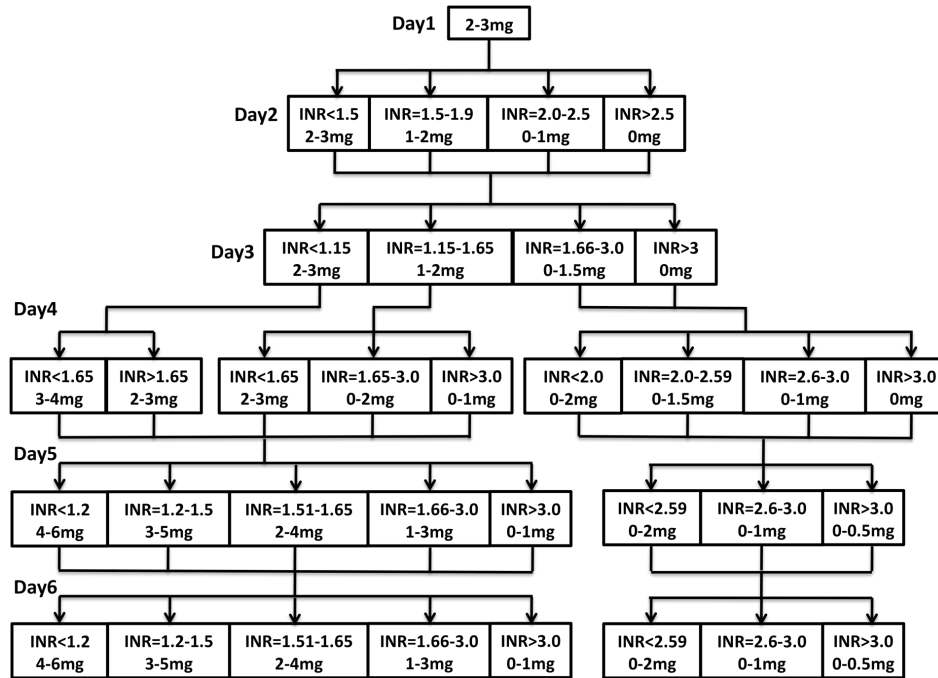 Day1
2-3mg
Day2
INR<1.5
2-3mg
INR=1.5-1.9
1-2mg
INR=2.0-2.5
0-1mg
INR>2.5
0mg
Day3
INR<1.15
2-3mg
INR=1.15-1.65
1-2mg
INR=1.66-3.0
0-1.5mg
INR>3
0mg
Day4
INR<1.65
3-4mg
INR>1.65
2-3mg
INR<1.65
2-3mg
INR=1.65-3.0
0-2mg
INR>3.0
0-1mg
INR<2.0
0-2mg
INR=2.0-2.59
0-1.5mg
INR=2.6-3.0
0-1mg
INR>3.0
0mg
Day5
INR<1.2
4-6mg
INR=1.2-1.5
3-5mg
INR=1.51-1.65
2-4mg
INR=1.66-3.0
1-3mg
INR>3.0
0-1mg
INR<2.59
0-2mg
INR=2.6-3.0
0-1mg
INR>3.0
0-0.5mg
Day6
INR<1.2
4-6mg
INR=1.2-1.5
3-5mg
INR=1.51-1.65
2-4mg
INR=1.66-3.0
1-3mg
INR>3.0
0-1mg
INR<2.59
0-2mg
INR=2.6-3.0
0-1mg
INR>3.0
0-0.5mg